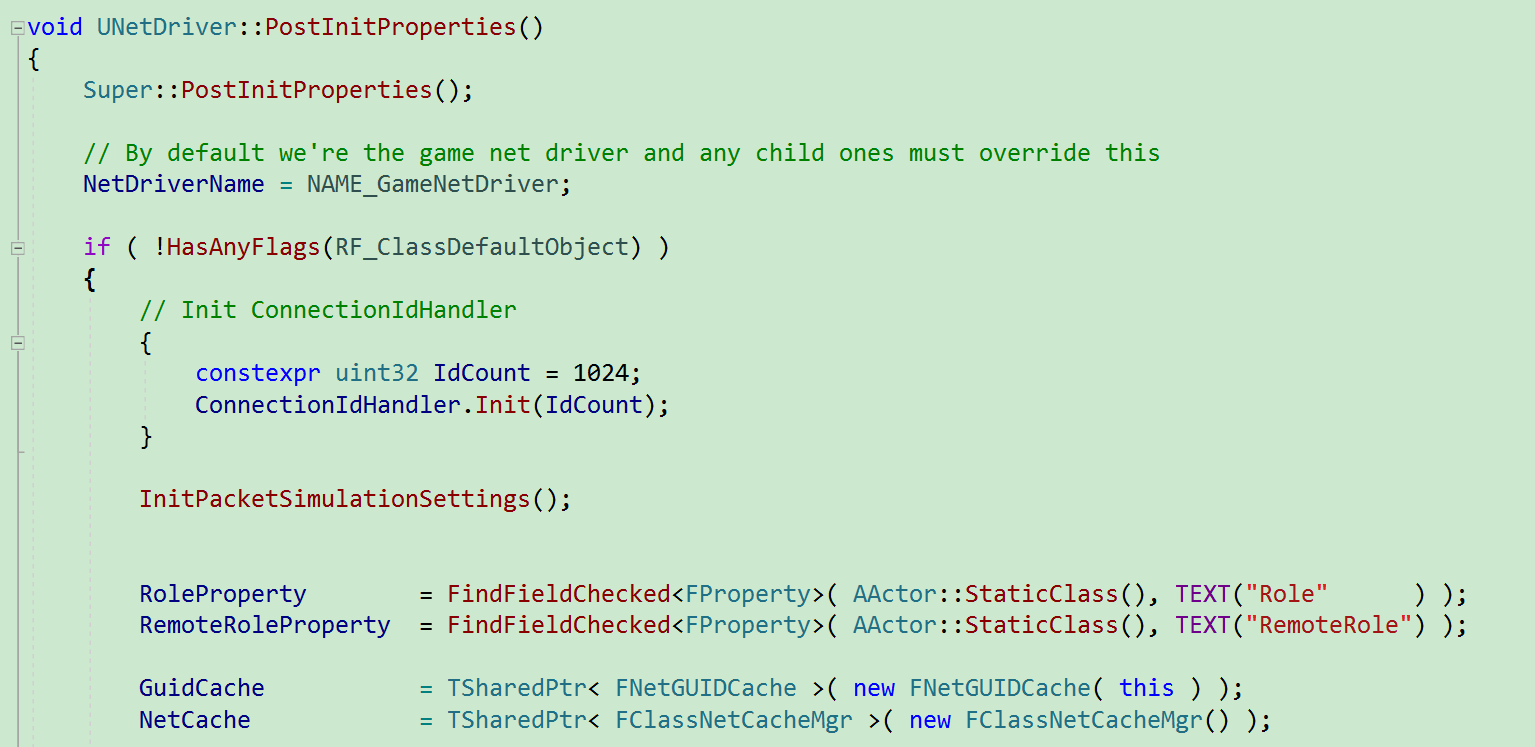 void UNetDriver::PostInitProperties()
{
    Super::PostInitProperties();

    // By default we're the game net driver and any child ones must override this
    NetDriverName = NAME_GameNetDriver;

    if ( !HasAnyFlags(RF_ClassDefaultObject) )
    {
        // Init ConnectionIdHandler
        {
            constexpr uint32 IdCount = 1024;
            ConnectionIdHandler.Init(IdCount);
        }

        InitPacketSimulationSettings();


        RoleProperty        = FindFieldChecked<FProperty>( AActor::StaticClass(), TEXT("Role"      ) );
        RemoteRoleProperty  = FindFieldChecked<FProperty>( AActor::StaticClass(), TEXT("RemoteRole") );

        GuidCache           = TSharedPtr< FNetGUIDCache >( new FNetGUIDCache( this ) );
        NetCache            = TSharedPtr< FClassNetCacheMgr >( new FClassNetCacheMgr() );